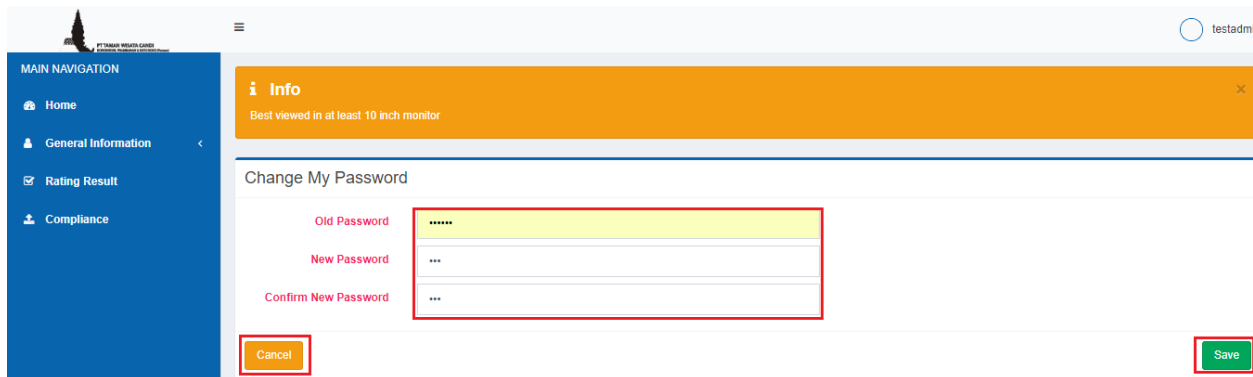 PT TAMAN WISATA CANDI
testadmi
MAIN NAVIGATION
Home
General Information
Rating Result
Compliance
Info
Best viewed in at least 10 inch monitor
Change My Password
Old Password
••••••
New Password
•••
Confirm New Password
•••
Cancel
Save